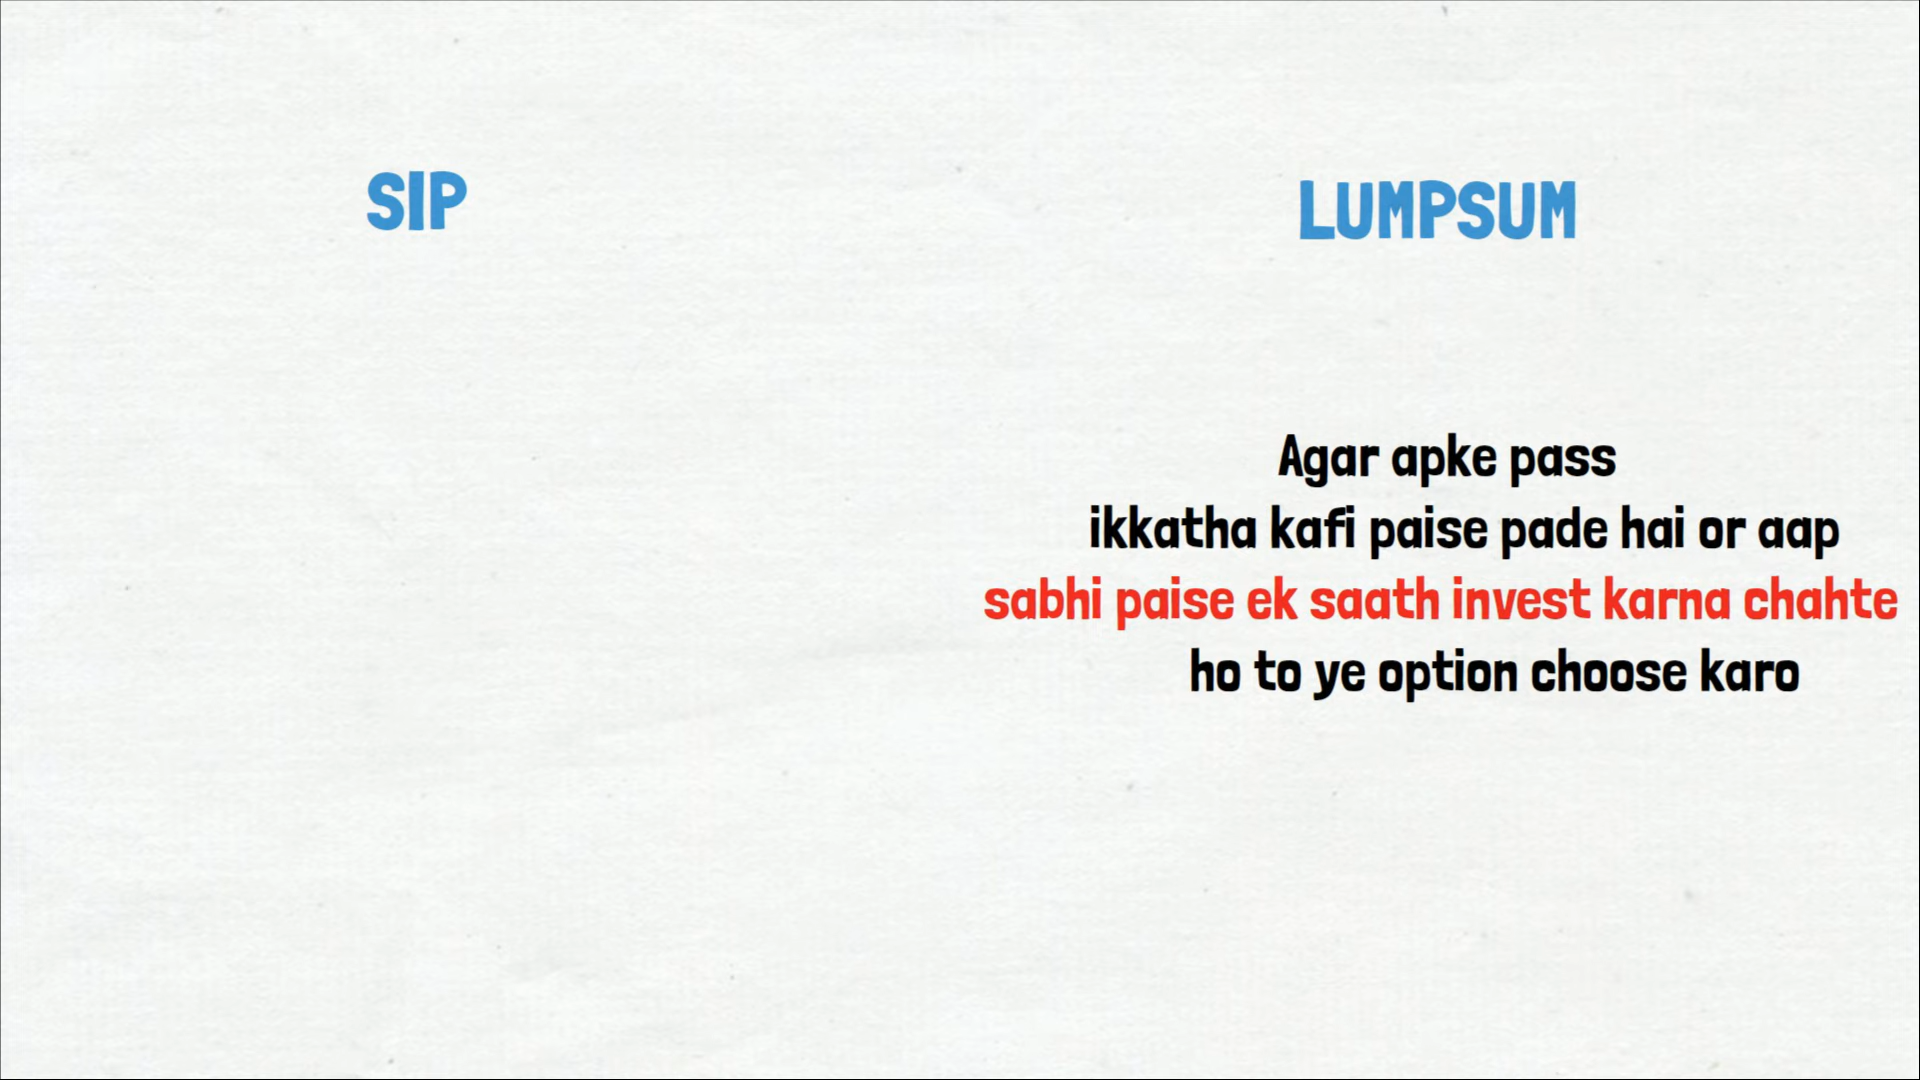 SIP
LUMPSUM
Agar apke pass
ikkatha kafi paise pade hai or aap
sabhi paise ek saath invest karna chahte
ho to ye option choose karo